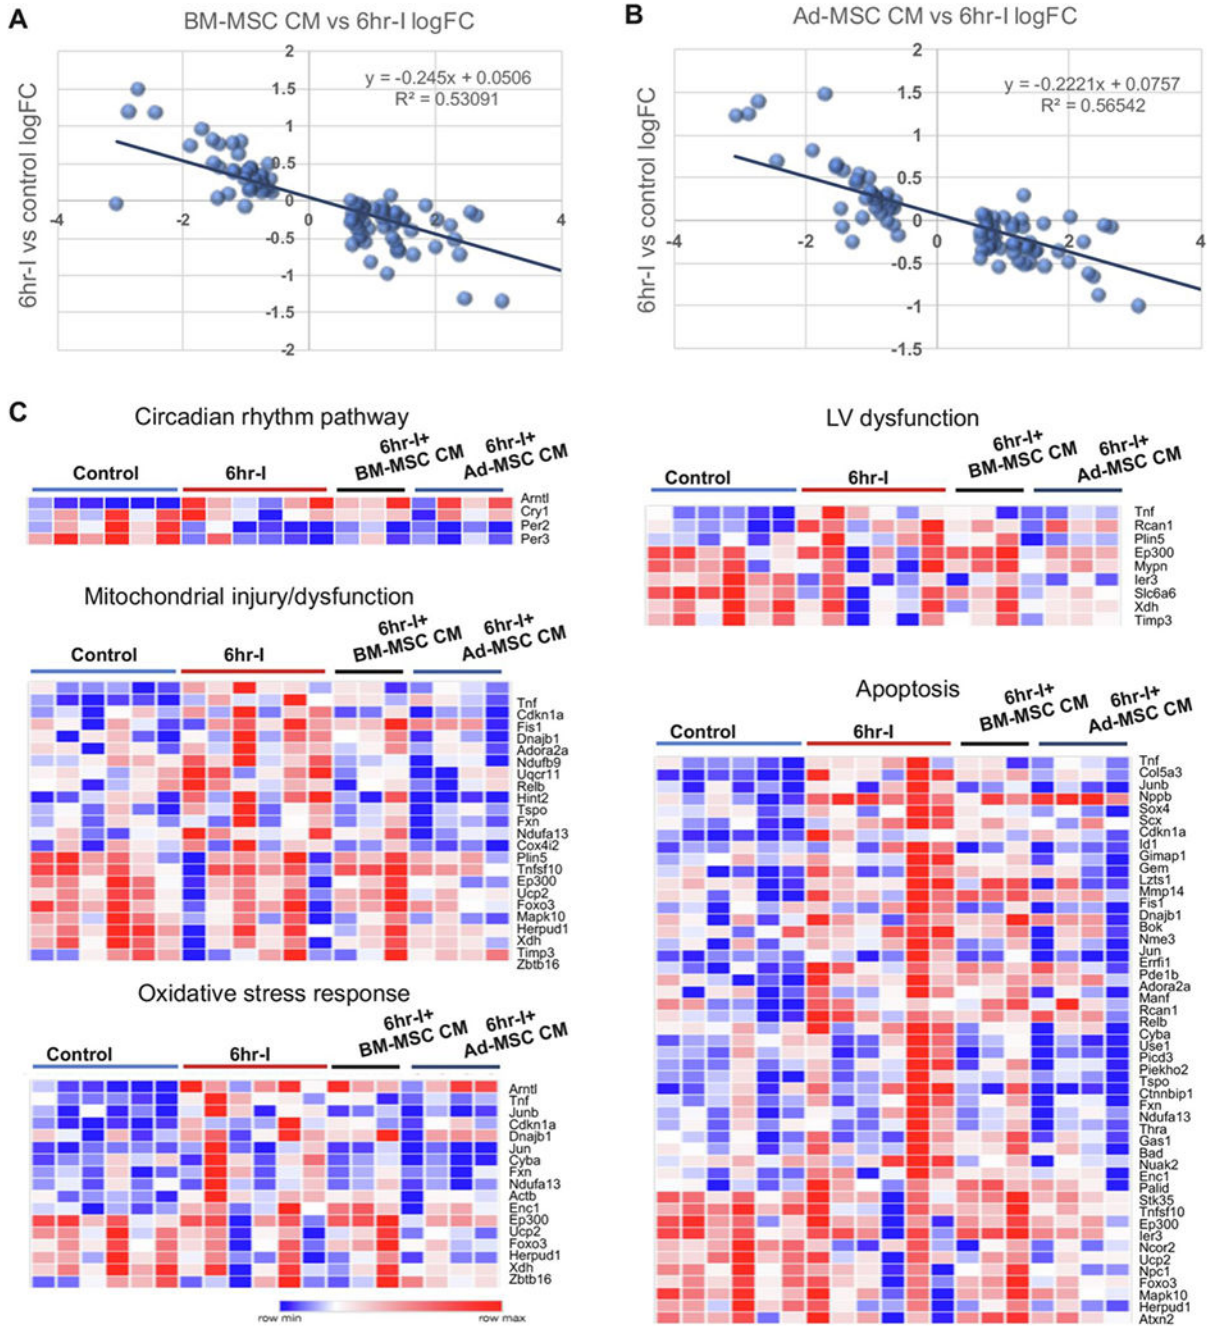 A
BM-MSC CM vs 6hr-I logFC
6hr-I vs control logFC
y = -0.245x + 0.0506
R² = 0.53091
2
1.5
1
0.5
0
-0.5
-1
-1.5
-2
-4
-2
0
2
4
B
Ad-MSC CM vs 6hr-I logFC
6hr-I vs control logFC
y = -0.2221x + 0.0757
R² = 0.56542
2
1.5
1
0.5
0
-0.5
-1
-1.5
-4
-2
0
2
4
C
Circadian rhythm pathway
Control
6hr-I
6hr-I+
BM-MSC CM
6hr-I+
Ad-MSC CM
Arntl
Cry1
Per2
Per3
Mitochondrial injury/dysfunction
Control
6hr-I
6hr-I+
BM-MSC CM
6hr-I+
Ad-MSC CM
Tnf
Cdkn1a
Fis1
Dnajb1
Adora2a
Ndufb9
Uqcr11
Relb
Hint2
Tspo
Fxn
Ndufa13
Cox4i2
Plin5
Tnfsf10
Ep300
Ucp2
Foxo3
Mapk10
Herpud1
Xdh
Timp3
Zbtb16
Oxidative stress response
Control
6hr-I
6hr-I+
BM-MSC CM
6hr-I+
Ad-MSC CM
Arntl
Tnf
Junb
Cdkn1a
Dnajb1
Jun
Cyba
Fxn
Ndufa13
Actb
Enc1
Ep300
Ucp2
Foxo3
Herpud1
Xdh
Zbtb16
row min
row max
LV dysfunction
Control
6hr-I
6hr-I+
BM-MSC CM
6hr-I+
Ad-MSC CM
Tnf
Rcan1
Plin5
Ep300
Mypn
Ier3
Slc6a6
Xdh
Timp3
Apoptosis
Control
6hr-I
6hr-I+
BM-MSC CM
6hr-I+
Ad-MSC CM
Tnf
Col5a3
Junb
Nppb
Sox4
Scx
Cdkn1a
Id1
Gimap1
Gem
Lzts1
Mmp14
Fis1
Dnajb1
Bok
Nme3
Jun
Errfi1
Pde1b
Adora2a
Manf
Rcan1
Relb
Cyba
Use1
Picd3
Piekho2
Tspo
Ctnnbip1
Fxn
Ndufa13
Thra
Gas1
Bad
Nuak2
Enc1
Palid
Stk35
Tnfsf10
Ep300
Ier3
Ncor2
Ucp2
Npc1
Foxo3
Mapk10
Herpud1
Atxn2